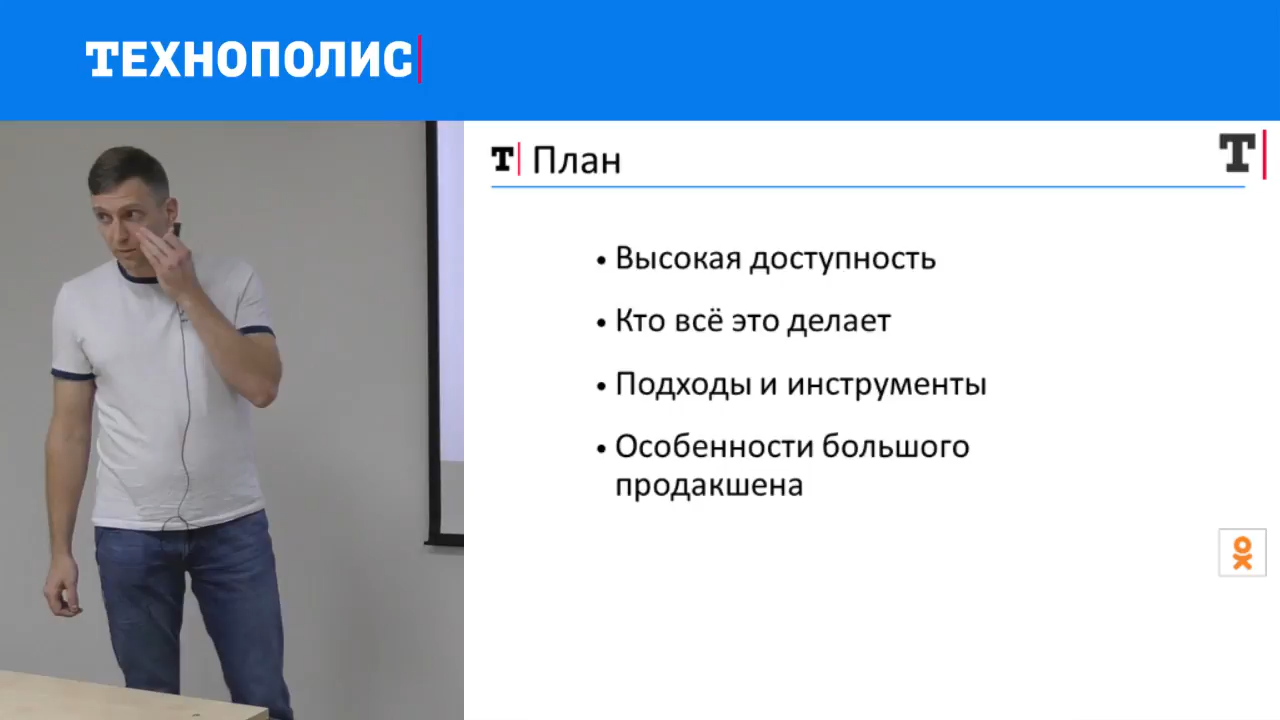 ТЕХНОПОЛИС
Т План
Т
• Высокая доступность
• Кто всё это делает
• Подходы и инструменты
• Особенности большого
продакшена